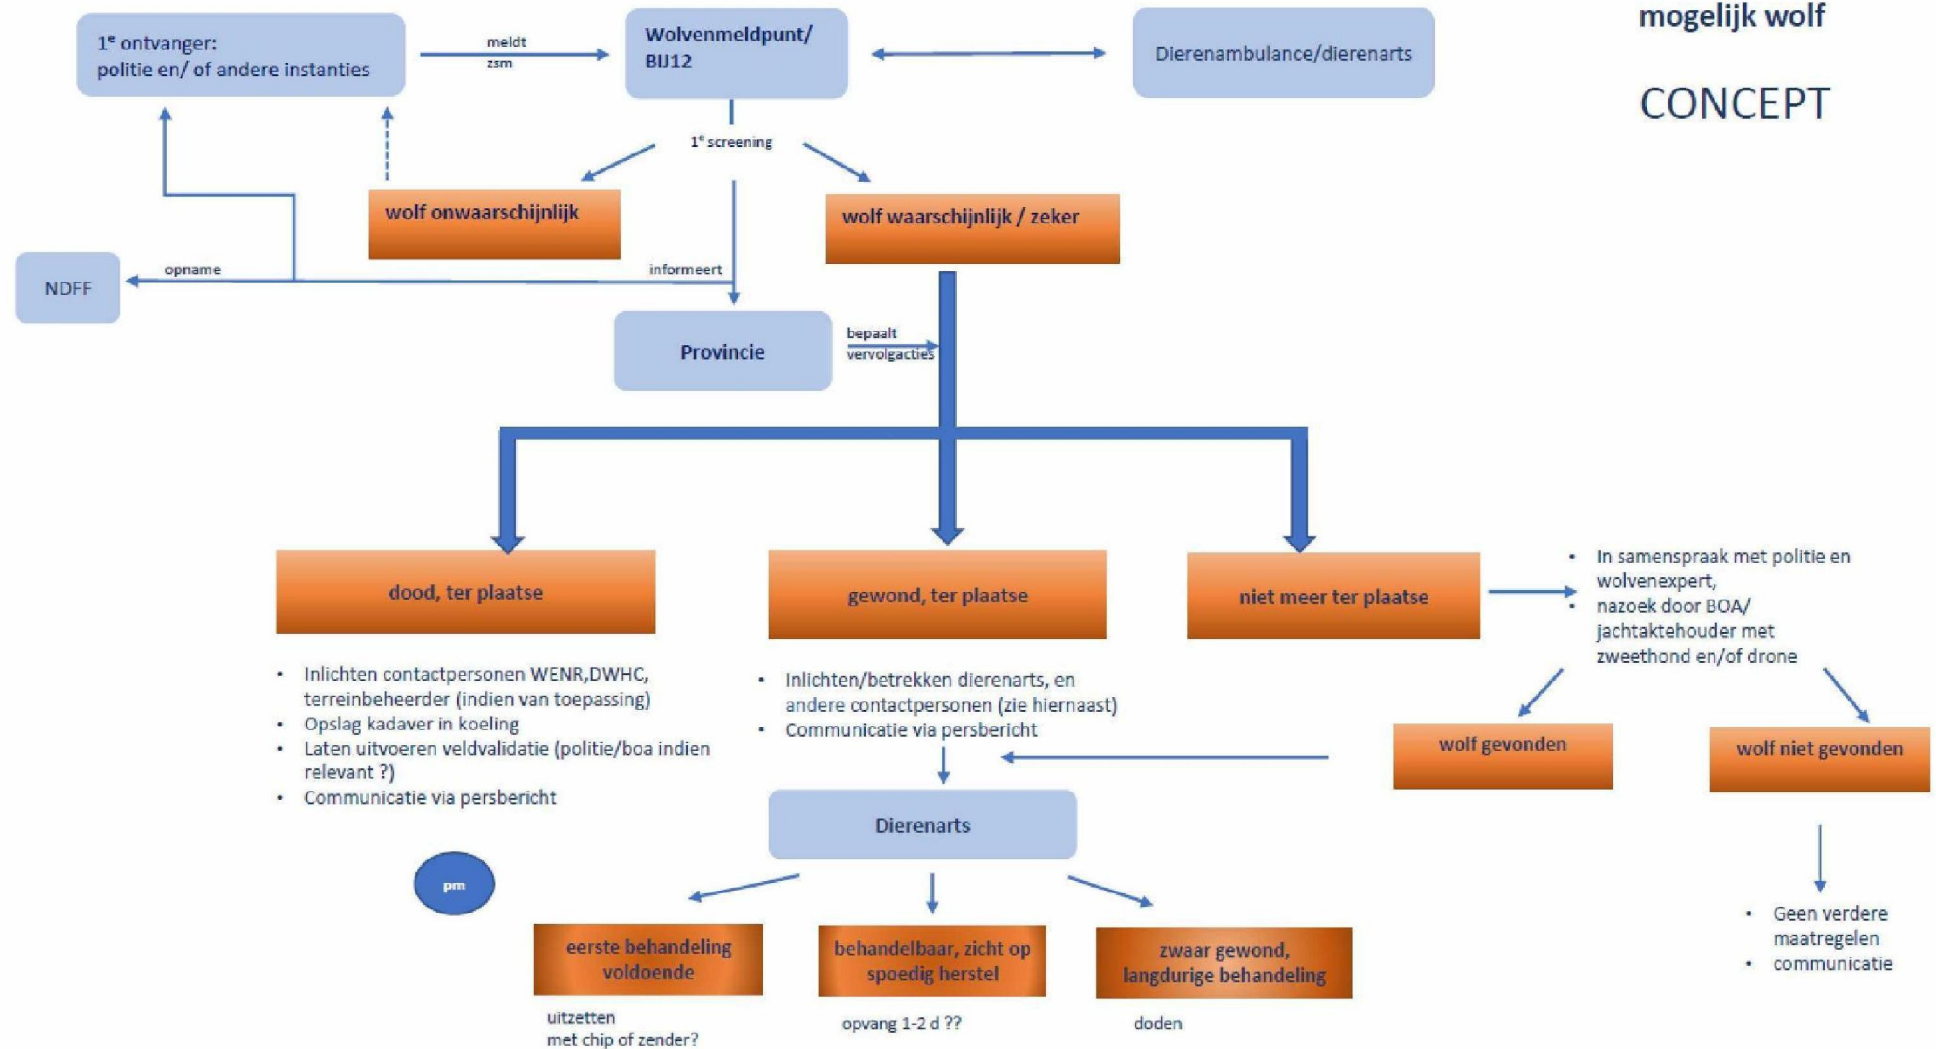 mogelijk wolf
CONCEPT
1e ontvanger:
politie en/ of andere instanties
meldt
zsm
Wolvenmeldpunt/
BIJ12
Dierenambulance/dierenarts
1e screening
wolf onwaarschijnlijk
wolf waarschijnlijk / zeker
NDFF
opname
informeert
Provincie
bepaalt
vervolgacties
dood, ter plaatse
gewond, ter plaatse
niet meer ter plaatse
• In samenspraak met politie en
wolvenexpert,
• nazoek door BOA/
jachtaktehouder met
zweethond en/of drone
• Inlichten contactpersonen WENR,DWHC,
terreinbeheerder (indien van toepassing)
• Opslag kadaver in koeling
• Laten uitvoeren veldvalidatie (politie/boa indien
relevant ?)
• Communicatie via persbericht
• Inlichten/betrekken dierenarts, en
andere contactpersonen (zie hiernaast)
• Communicatie via persbericht
wolf gevonden
wolf niet gevonden
Dierenarts
pm
eerste behandeling
voldoende
behandelbaar, zicht op
spoedig herstel
zwaar gewond,
langdurige behandeling
uitzetten
met chip of zender?
opvang 1-2 d ??
doden
• Geen verdere
maatregelen
• communicatie